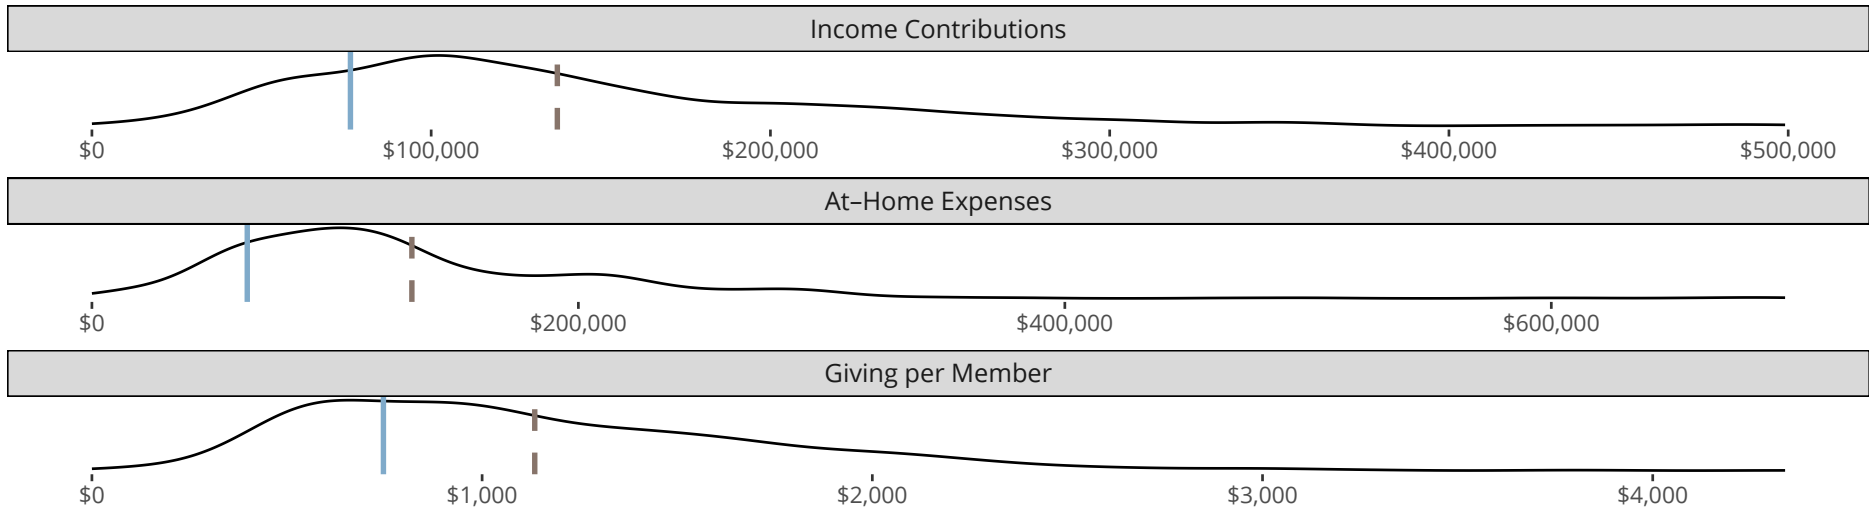 Income Contributions
$0 $100,000 $200,000 $300,000 $400,000 $500,000
At–Home Expenses
$0 $200,000 $400,000 $600,000
Giving per Member
$0 $1,000 $2,000 $3,000 $4,000